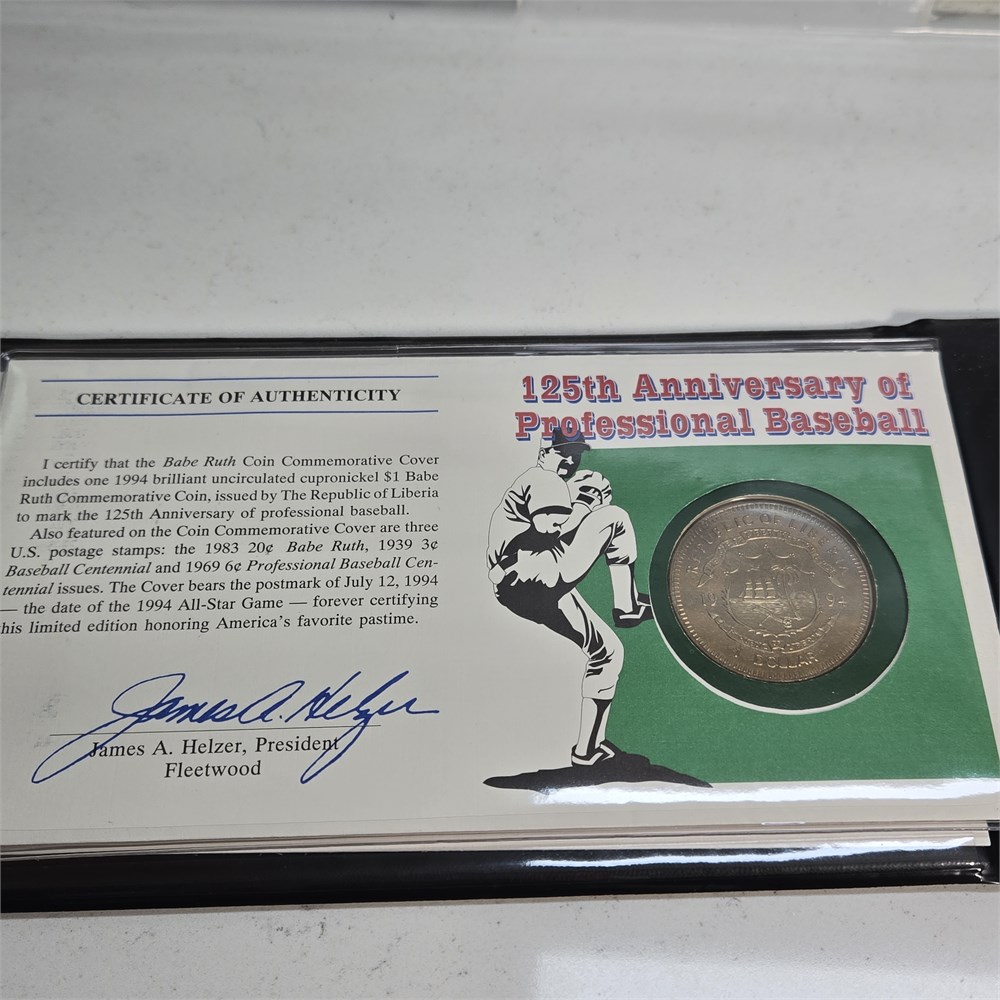 CERTIFICATE OF AUTHENTICITY
I certify that the Babe Ruth Coin Commemorative Cover
includes one 1994 brilliant uncirculated cupronickel $1 Babe
Ruth Commemorative Coin, issued by The Republic of Liberia
to mark the 125th Anniversary of professional baseball.
Also featured on the Coin Commemorative Cover are three
U.S. postage stamps: the 1983 20¢ Babe Ruth, 1939 3¢
Baseball Centennial and 1969 6¢ Professional Baseball Cen-
tennial issues. The Cover bears the postmark of July 12, 1994
— the date of the 1994 All-Star Game — forever certifying
this limited edition honoring America's favorite pastime.
James A. Helzer
James A. Helzer, President
Fleetwood
125th Anniversary of
Professional Baseball
REPUBLIC OF LIBERIA
1994
1 DOLLAR